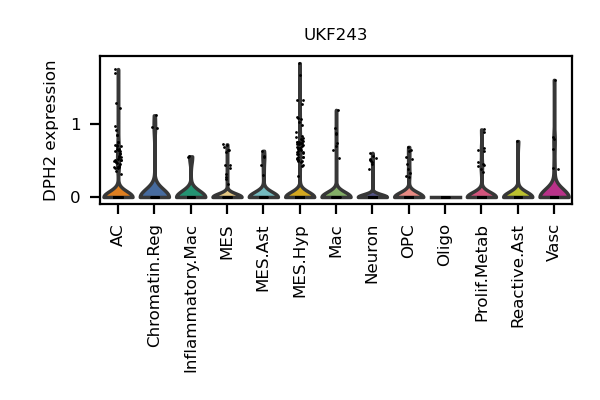 UKF243
DPH2 expression
1
0
AC
Chromatin.Reg
Inflammatory.Mac
MES
MES.Ast
MES.Hyp
Mac
Neuron
OPC
Oligo
Prolif.Metab
Reactive.Ast
Vasc